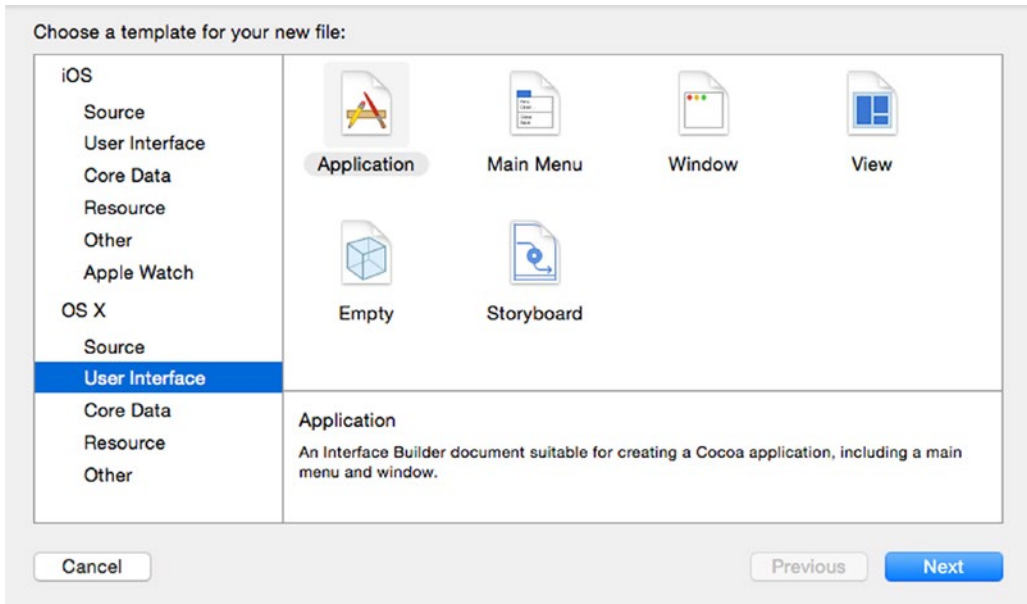 Choose a template for your new file:
iOS
Source
User Interface
Core Data
Resource
Other
Apple Watch
OS X
Source
User Interface
Core Data
Resource
Other
Application
Main Menu
Window
View
Empty
Storyboard
Application
An Interface Builder document suitable for creating a Cocoa application, including a main
menu and window.
Cancel
Previous
Next